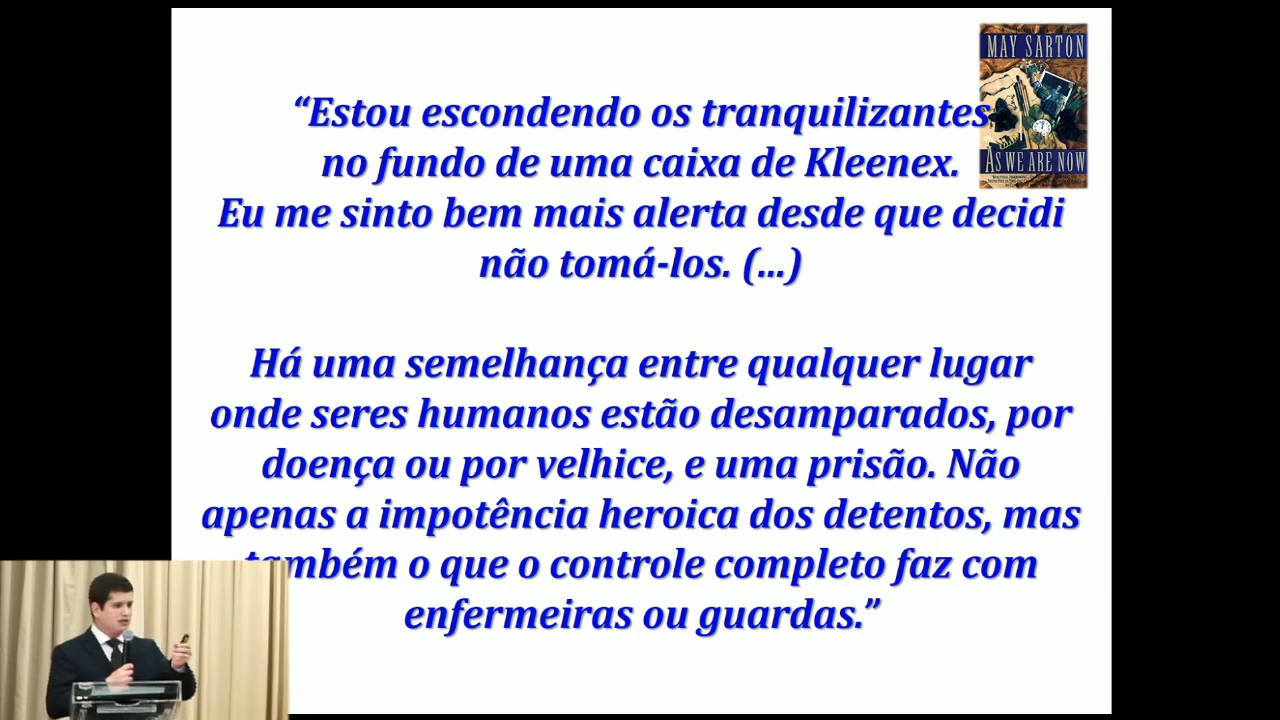 MAY SARTON
“Estou escondendo os tranquilizantes
no fundo de uma caixa de Kleenex.
AS WE ARE NOW
Eu me sinto bem mais alerta desde que decidi
não tomá-los. (...)
Há uma semelhança entre qualquer lugar
onde seres humanos estão desamparados, por
doença ou por velhice, e uma prisão. Não
apenas a impotência heroica dos detentos, mas
também o que o controle completo faz com
enfermeiras ou guardas.”